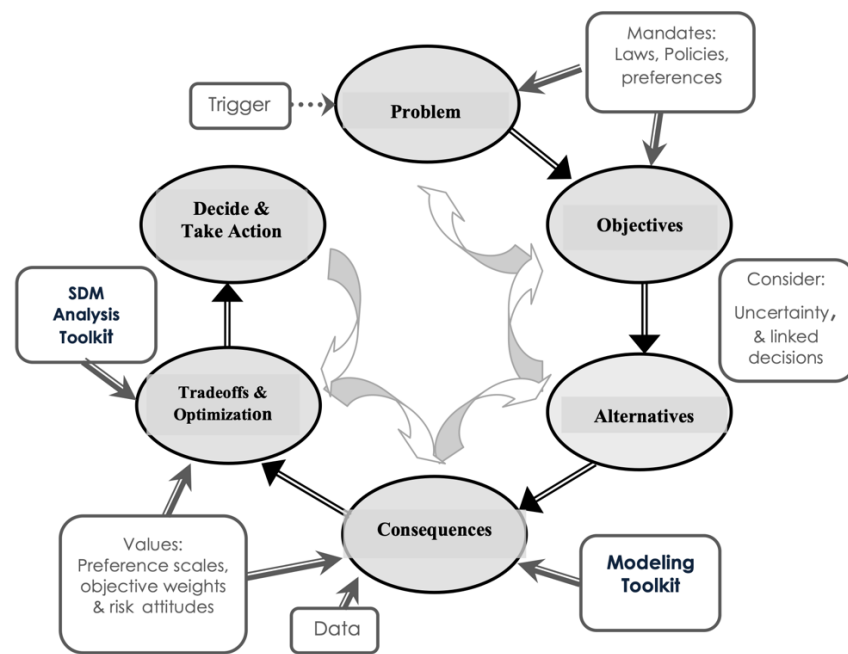 Mandates:
Laws, Policies,
preferences
Trigger
Problem
Decide &
Take Action
Objectives
SDM
Analysis
Toolkit
Consider:
Uncertainty,
& linked
decisions
Tradeoffs &
Optimization
Alternatives
Consequences
Values:
Preference scales,
objective weights
& risk attitudes
Modeling
Toolkit
Data